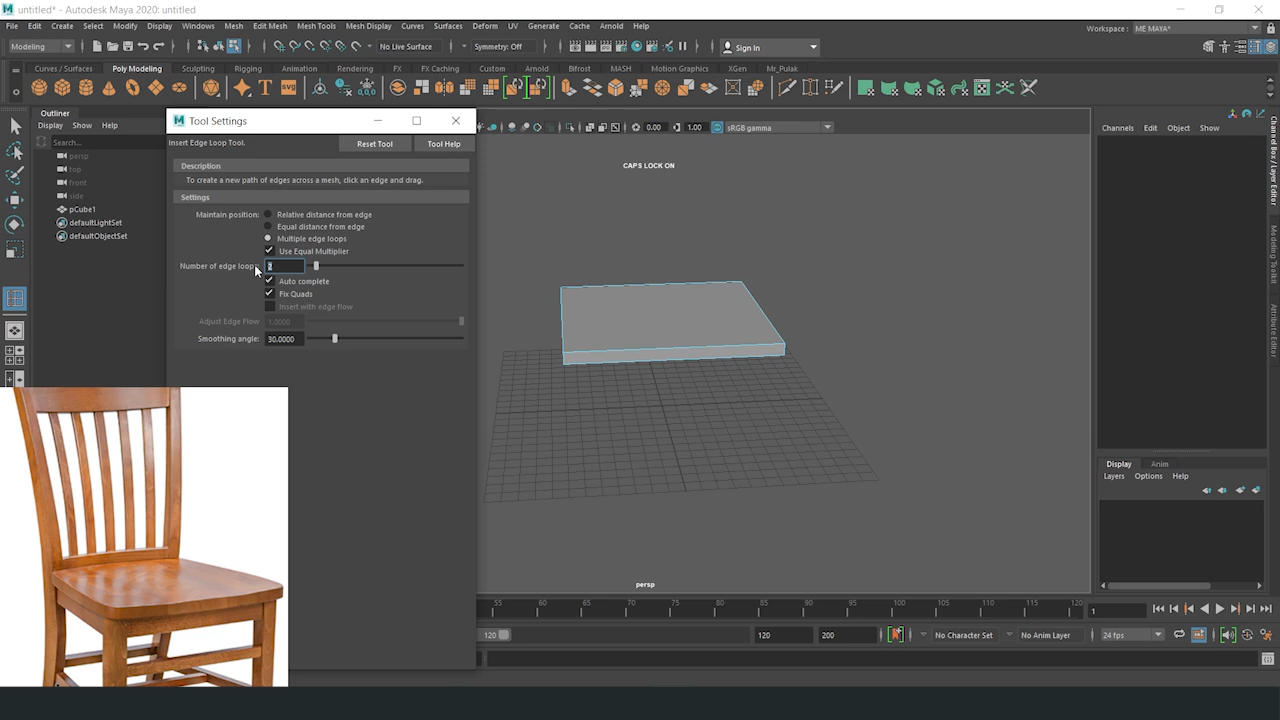 untitled* - Autodesk Maya 2020: untitled
File Edit Create Select Modify Display Windows Mesh Edit Mesh Mesh Tools Mesh Display Curves Surfaces Deform UV Generate Cache Arnold Help
Workspace: ME MAYA*
Modeling No Live Surface Symmetry: Off Sign In
Curves / Surfaces Poly Modeling Sculpting Rigging Animation Rendering FX FX Caching Custom Arnold Bifrost MASH Motion Graphics XGen Mr_Pulak
Outliner
Display Show Help
Search...
persp
top
front
side
pCube1
defaultLightSet
defaultObjectSet
Tool Settings
Insert Edge Loop Tool. Reset Tool Tool Help
Description
To create a new path of edges across a mesh, click an edge and drag.
Settings
Maintain position: Relative distance from edge
Equal distance from edge
Multiple edge loops
Use Equal Multiplier
Number of edge loops: 2
Auto complete
Fix Quads
Insert with edge flow
Adjust Edge Flow 1.0000
Smoothing angle: 30.0000
0.00 1.00 sRGB gamma
CAPS LOCK ON
persp
Channels Edit Object Show
Channel Box / Layer Editor
Modeling Toolkit
Attribute Editor
Display Anim
Layers Options Help
55 60 65 70 75 80 85 90 95 100 105 110 115 120
1
120 120 200 No Character Set No Anim Layer 24 fps